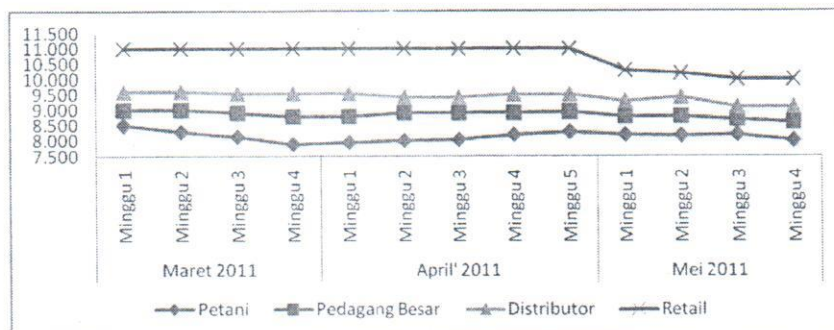 11.500
11.000
10.500
10.000
9.500
9.000
8.500
8.000
7.500
Minggu 1
Minggu 2
Minggu 3
Minggu 4
Minggu 1
Minggu 2
Minggu 3
Minggu 4
Minggu 5
Minggu 1
Minggu 2
Minggu 3
Minggu 4
Maret 2011
April' 2011
Mei 2011
Petani
Pedagang Besar
Distributor
Retail